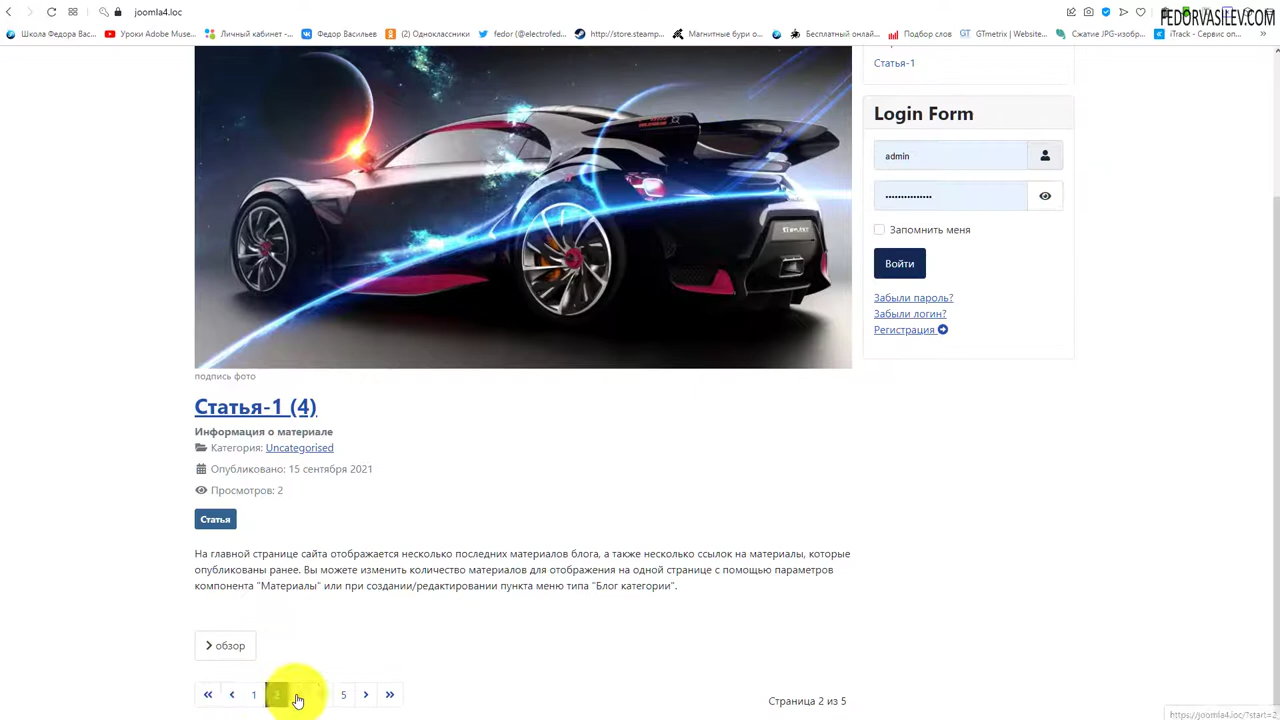 joomla4.loc
FEDORVASILEV.COM
Школа Федора Вас...
Уроки Adobe Muse...
Личный кабинет -...
Федор Васильев
(2) Одноклассники
fedor (@electrofed...
http://store.steamp...
Магнитные бури о...
Бесплатный онлай...
Подбор слов
GTmetrix | Website...
Сжатие JPG-изобр...
iTrack - Сервис оп...
Статья-1
Login Form
admin
Запомнить меня
Войти
Забыли пароль?
Забыли логин?
Регистрация
подпись фото
Статья-1 (4)
Информация о материале
Категория: Uncategorised
Опубликовано: 15 сентября 2021
Просмотров: 2
Статья
На главной странице сайта отображается несколько последних материалов блога, а также несколько ссылок на материалы, которые
опубликованы ранее. Вы можете изменить количество материалов для отображения на одной странице с помощью параметров
компонента "Материалы" или при создании/редактировании пункта меню типа "Блог категории".
обзор
1 2 5
Страница 2 из 5
https://joomla4.loc/?start=2